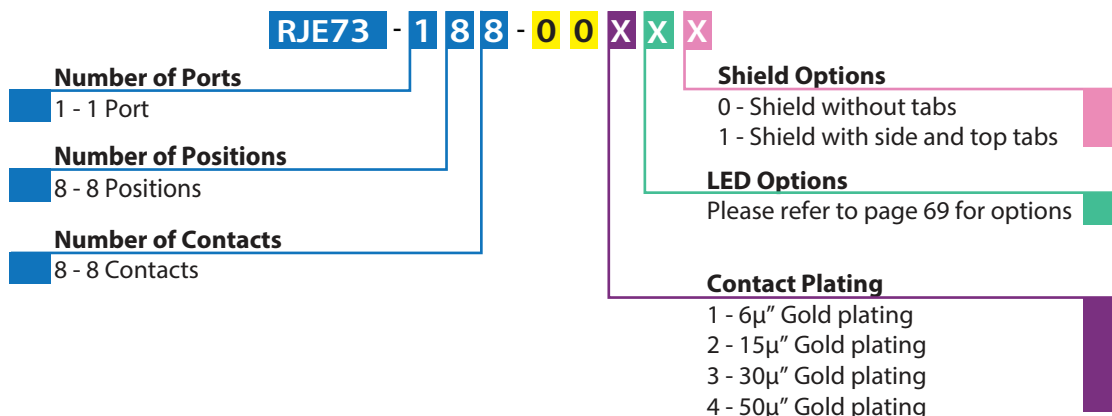 RJE73 - 1 8 8 - 0 0 X X X
Number of Ports
1 - 1 Port
Number of Positions
8 - 8 Positions
Number of Contacts
8 - 8 Contacts
Shield Options
0 - Shield without tabs
1 - Shield with side and top tabs
LED Options
Please refer to page 69 for options
Contact Plating
1 - 6µ” Gold plating
2 - 15µ” Gold plating
3 - 30µ” Gold plating
4 - 50µ” Gold plating